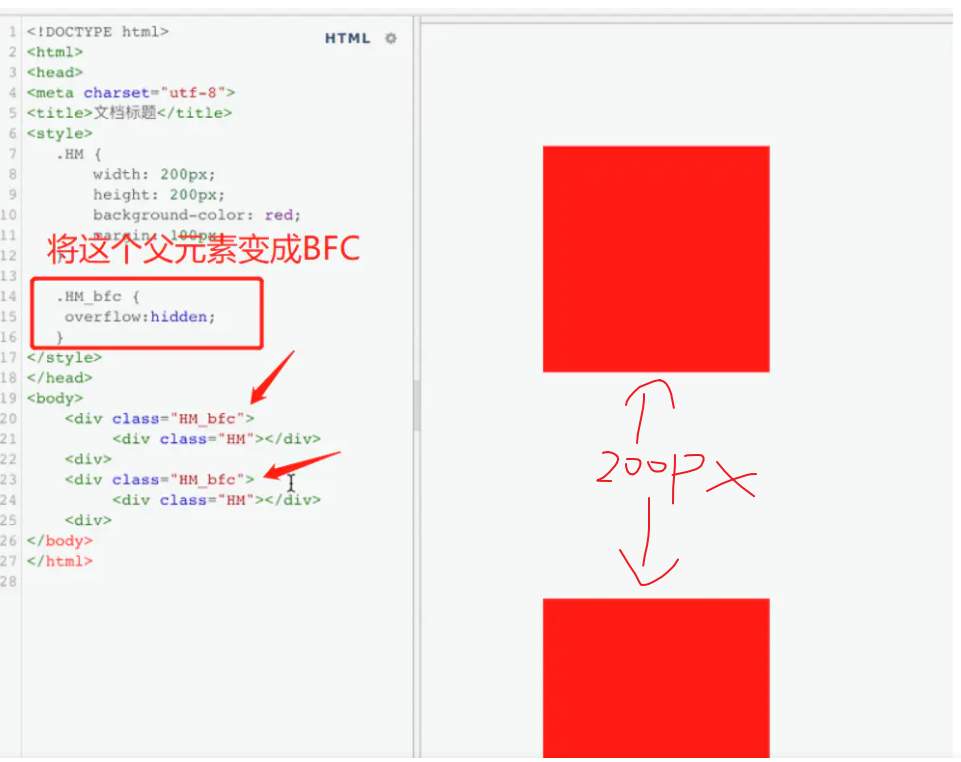 HTML
1 <!DOCTYPE html>
2 <html>
3 <head>
4 <meta charset="utf-8">
5 <title>文档标题</title>
6 <style>
7 .HM {
8 width: 200px;
9 height: 200px;
10 background-color: red;
11 margin: 100px;
将这个父元素变成BFC
12 }
13
14 .HM_bfc {
15 overflow:hidden;
16 }
17 </style>
18 </head>
19 <body>
20 <div class="HM_bfc">
21 <div class="HM"></div>
22 <div>
23 <div class="HM_bfc">
24 <div class="HM"></div>
25 <div>
26 </body>
27 </html>
28
200px